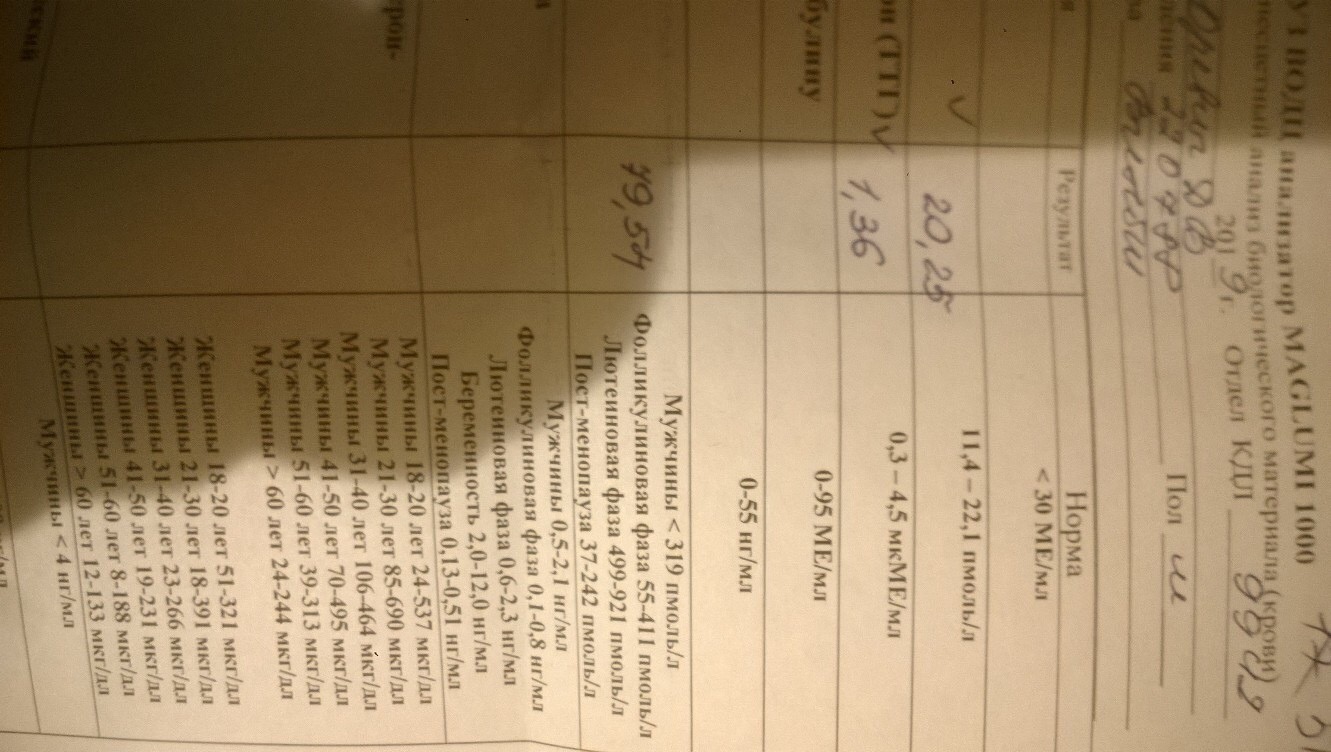 УЗ ВОДЦ анализатор MAGLUMI 1000
анализ биологического материала (крови)
2019 г. Отдел КДЛ
Пол м
Результат Норма
< 30 МЕ/мл
✓ 20,25 11,4 – 22,1 пмоль/л
он (ТТГ) ✓ 1,36 0,3 – 4,5 мкМЕ/мл
булину 0-95 МЕ/мл
0-55 нг/мл
79,54 Мужчины < 319 пмоль/л
Фолликулиновая фаза 55-411 пмоль/л
Лютеиновая фаза 499-921 пмоль/л
Пост-менопауза 37-242 пмоль/л
Мужчины 0,5-2,1 нг/мл
Фолликулиновая фаза 0,1-0,8 нг/мл
Лютеиновая фаза 0,6-2,3 нг/мл
Беременность 2,0-12,0 нг/мл
Пост-менопауза 0,13-0,51 нг/мл
рон-
Мужчины 18-20 лет 24-537 мкг/дл
Мужчины 21-30 лет 85-690 мкг/дл
Мужчины 31-40 лет 106-464 мкг/дл
Мужчины 41-50 лет 70-495 мкг/дл
Мужчины 51-60 лет 39-313 мкг/дл
Мужчины > 60 лет 24-244 мкг/дл
Женщины 18-20 лет 51-321 мкг/дл
Женщины 21-30 лет 18-391 мкг/дл
Женщины 31-40 лет 23-266 мкг/дл
Женщины 41-50 лет 19-231 мкг/дл
Женщины 51-60 лет 8-188 мкг/дл
Женщины > 60 лет 12-133 мкг/дл
Мужчины < 4 нг/мл